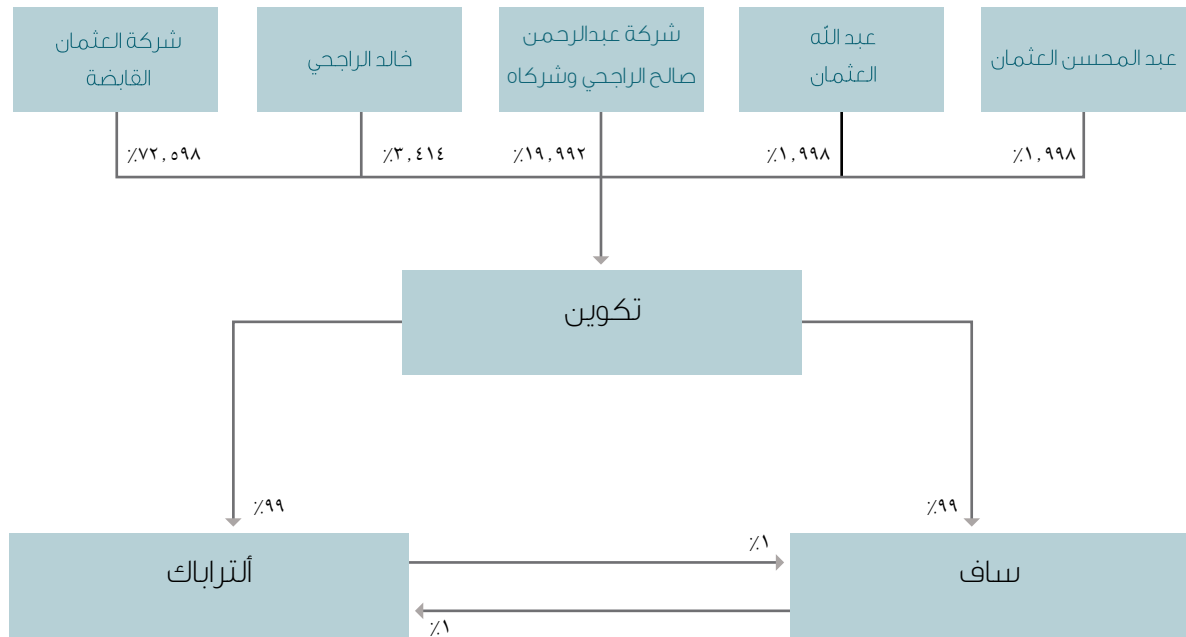 عبد المحسن العثمان
عبد الله
العثمان
شركة عبدالرحمن
صالح الراجحي وشركاه
خالد الراجحي
شركة العثمان
القابضة
٪١,٩٩٨
٪١,٩٩٨
٪١٩,٩٩٢
٪٣,٤١٤
٪٧٢,٥٩٨
تكوين
٪٩٩
٪٩٩
ساف
٪١
ألتراباك
٪١